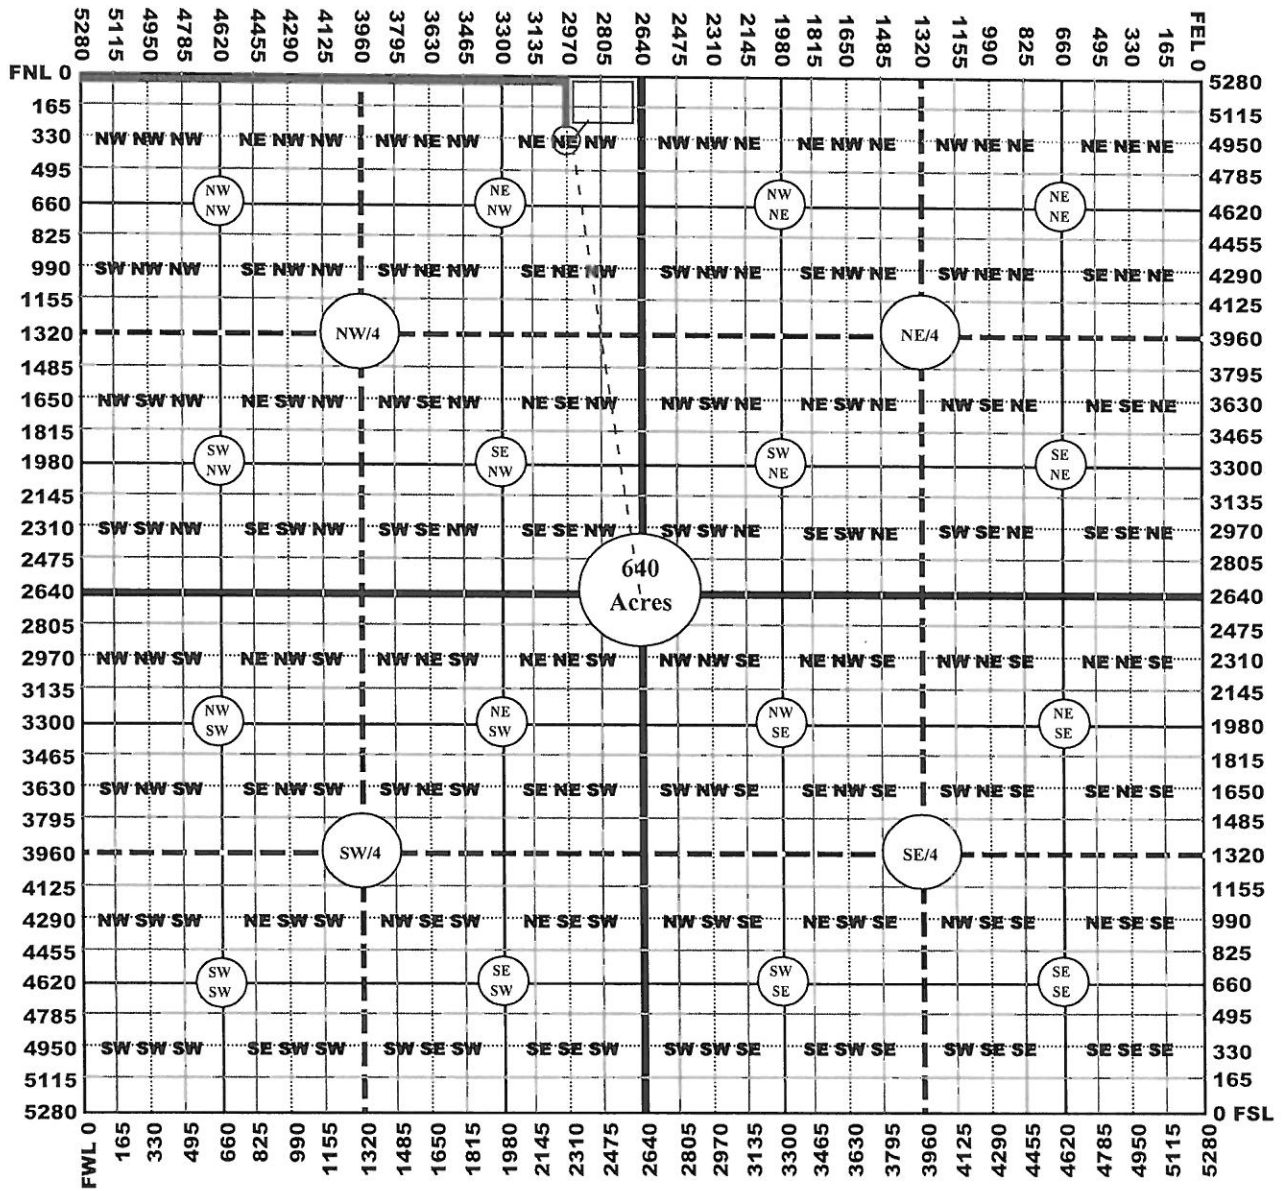 5280 5115 4950 4785 4620 4455 4290 4125 3960 3795 3630 3465 3300 3135 2970 2805 2640 2475 2310 2145 1980 1815 1650 1485 1320 1155 990 825 660 495 330 165 FEL 0
FNL 0 5280
165 5115
330 NW NW NW NE NW NW NW NE NW NE NE NW NW NW NE NE NW NE NW NE NE NE NE NE 4950
495 4785
NW NE NW NE
660 4620
NW NW NE NE
825 4455
990 SW NW NW SE NW NW SW NE NW SE NE NW SW NW NE SE NW NE SW NE NE SE NE NE 4290
1155 4125
1320 NW/4 NE/4 3960
1485 3795
1650 NW SW NW NE SW NW NW SE NW NE SE NW NW SW NE NE SW NE NW SE NE NE SE NE 3630
1815 3465
SW SE SW SE
1980 3300
NW NW NE NE
2145 3135
2310 SW SW NW SE SW NW SW SE NW SE SE NW SW SW NE SE SW NE SW SE NE SE SE NE 2970
2475 640 2805
2640 Acres 2640
2805 2475
2970 NW NW SW NE NW SW NW NE SW NE NE SW NW NW SE NE NW SE NW NE SE NE NE SE 2310
3135 2145
NW NE NW NE
3300 1980
SW SW SE SE
3465 1815
3630 SW NW SW SE NW SW SW NE SW SE NE SW SW NW SE SE NW SE SW NE SE SE NE SE 1650
3795 1485
3960 SW/4 SE/4 1320
4125 1155
4290 NW SW SW NE SW SW NW SE SW NE SE SW NW SW SE NE SW SE NW SE SE NE SE SE 990
4455 825
SW SE SW SE
4620 660
SW SW SE SE
4785 495
4950 SW SW SW SE SW SW SW SE SW SE SE SW SW SW SE SE SW SE SW SE SE SE SE SE 330
5115 165
5280 0 FSL
FWL 0 165 330 495 660 825 990 1155 1320 1485 1650 1815 1980 2145 2310 2475 2640 2805 2970 3135 3300 3465 3630 3795 3960 4125 4290 4455 4620 4785 4950 5115 5280